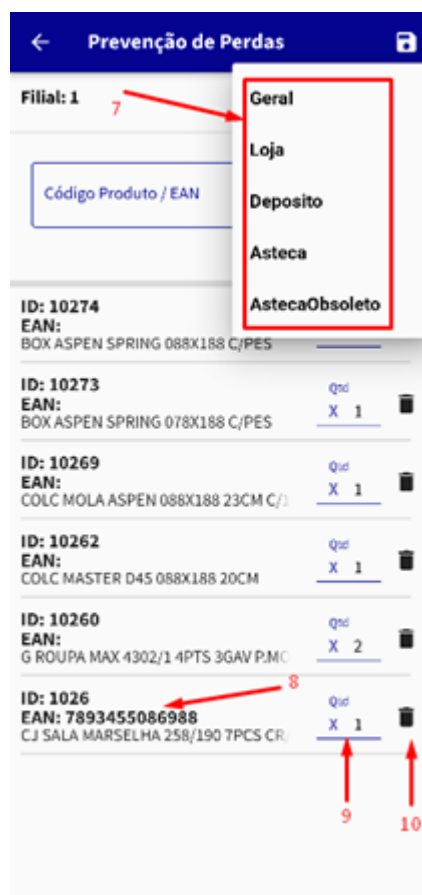 Prevenção de Perdas
Filial: 1
7
Geral
Loja
Deposito
Asteca
AstecaObsoleto
Código Produto / EAN
ID: 10274
EAN:
BOX ASPEN SPRING 088X188 C/PES
ID: 10273
EAN:
BOX ASPEN SPRING 078X188 C/PES
Qtd
X 1
ID: 10269
EAN:
COLC MOLA ASPEN 088X188 23CM C/1
Qtd
X 1
ID: 10262
EAN:
COLC MASTER D45 088X188 20CM
Qtd
X 1
ID: 10260
EAN:
G ROUPA MAX 4302/1 4PTS 3GAV P.MO
Qtd
X 2
8
ID: 1026
EAN: 7893455086988
CJ SALA MARSELHA 258/190 7PCS CR
Qtd
X 1
9
10